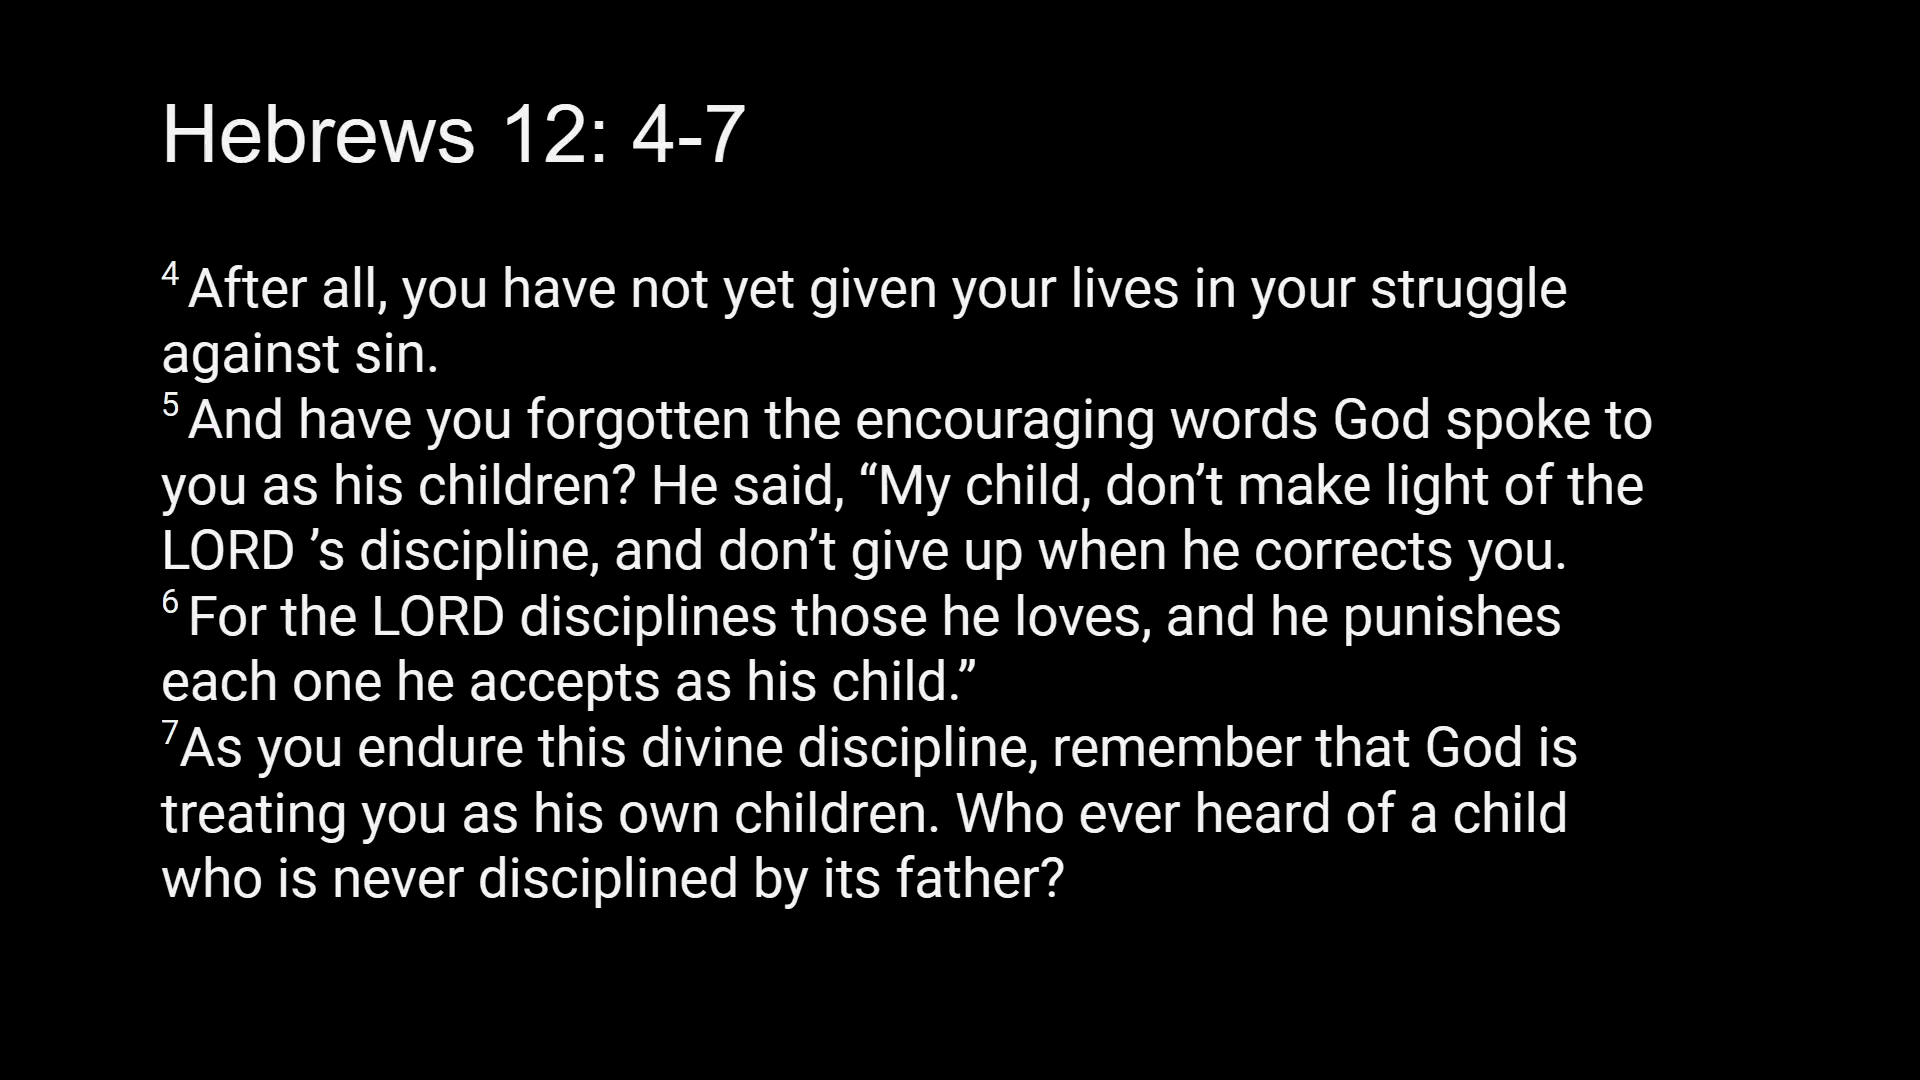 Hebrews 12: 4-7
4 After all, you have not yet given your lives in your struggle
against sin.
5 And have you forgotten the encouraging words God spoke to
you as his children? He said, “My child, don’t make light of the
LORD ’s discipline, and don’t give up when he corrects you.
6 For the LORD disciplines those he loves, and he punishes
each one he accepts as his child.”
7As you endure this divine discipline, remember that God is
treating you as his own children. Who ever heard of a child
who is never disciplined by its father?